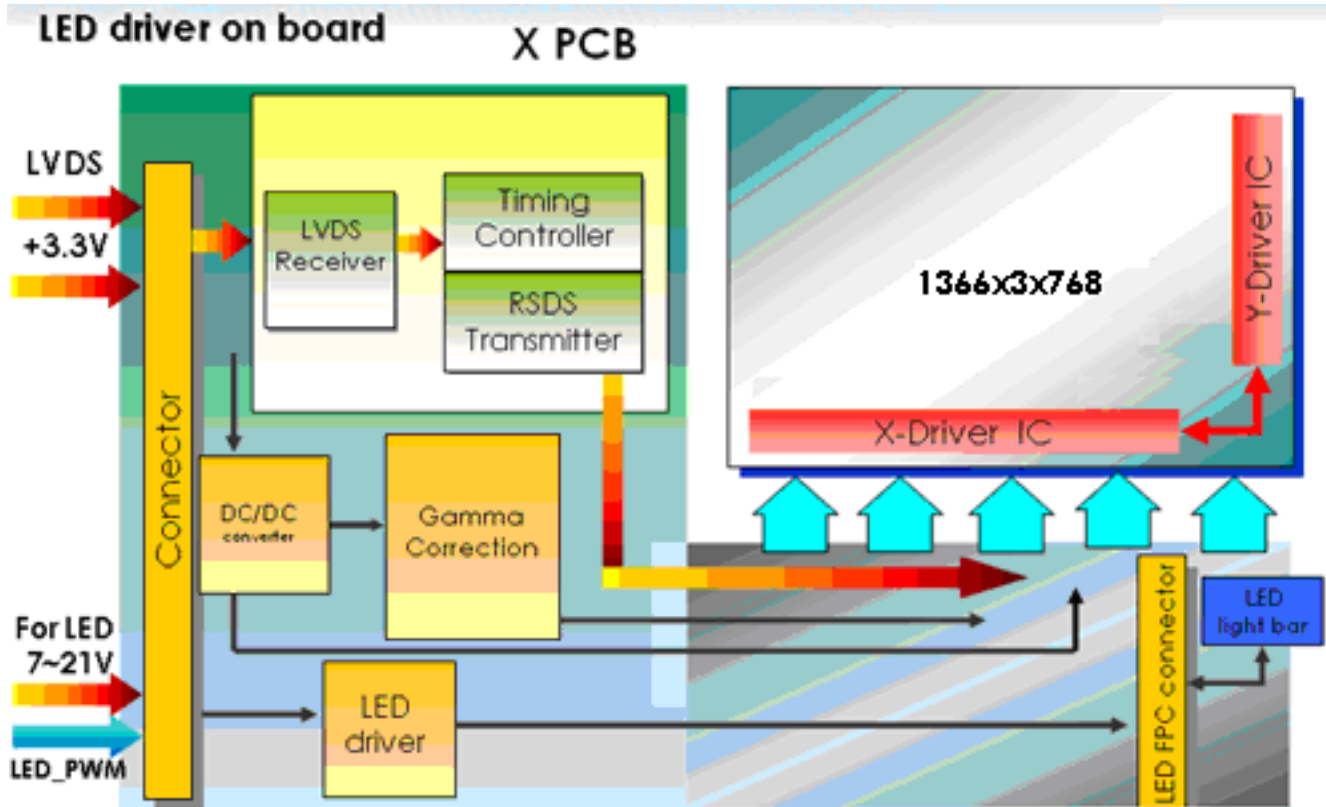 LED driver on board
X PCB
LVDS
+3.3V
Connector
LVDS
Receiver
Timing
Controller
RSDS
Transmitter
1366x3x768
Y-Driver IC
X-Driver IC
DC/DC
converter
Gamma
Correction
For LED
7~21V
LED_PWM
LED
driver
LED FPC connector
LED
light bar